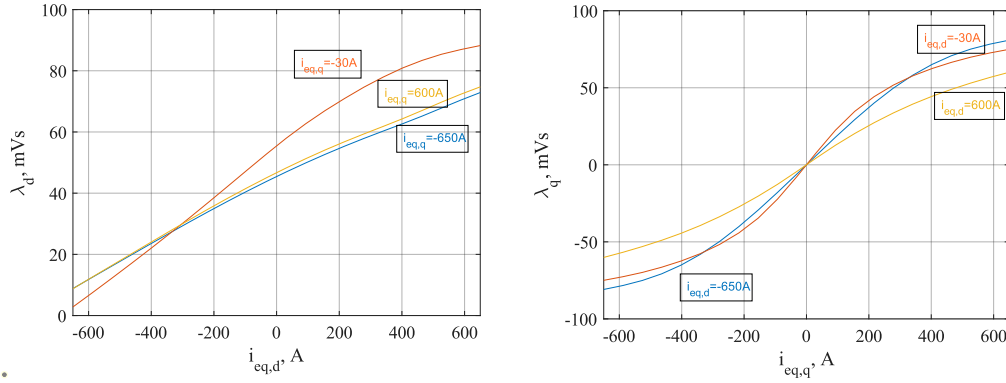 100
80
60
40
20
0
λd, mVs
-600 -400 -200 0 200 400 600
ieq,d, A
ieq,q=-30A
ieq,q=600A
ieq,q=-650A
100
50
0
-50
-100
λq, mVs
-600 -400 -200 0 200 400 600
ieq,q, A
ieq,d=-30A
ieq,d=600A
ieq,d=-650A